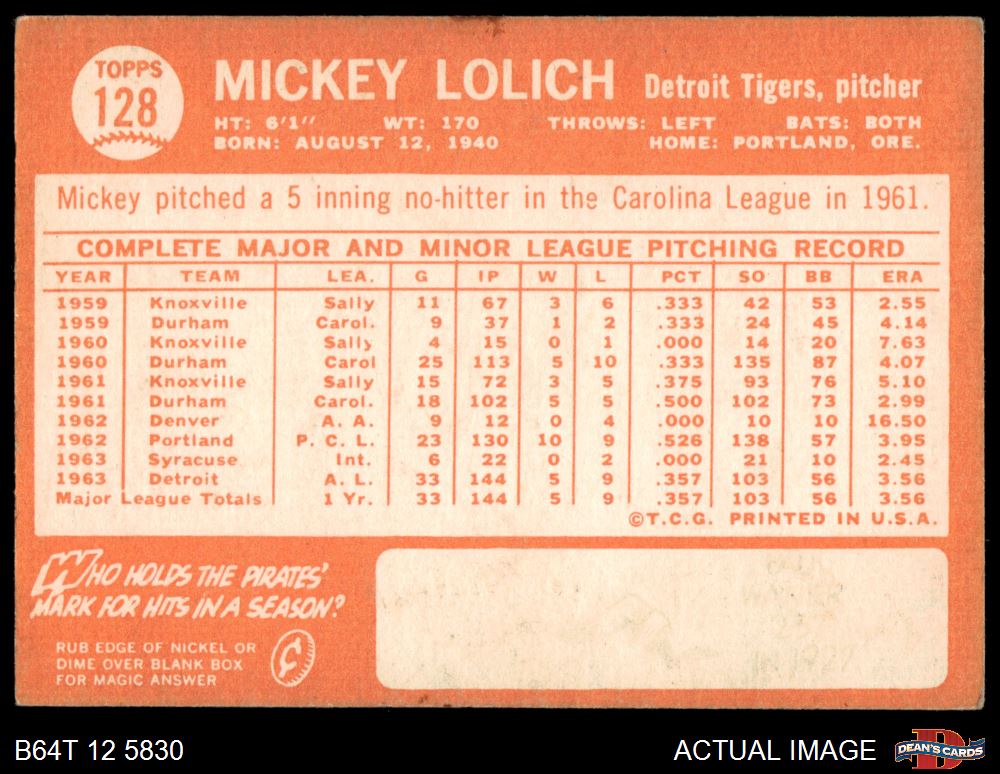 TOPPS
128
MICKEY LOLICH Detroit Tigers, pitcher
HT: 6'1" WT: 170 THROWS: LEFT BATS: BOTH
BORN: AUGUST 12, 1940 HOME: PORTLAND, ORE.
Mickey pitched a 5 inning no-hitter in the Carolina League in 1961.
COMPLETE MAJOR AND MINOR LEAGUE PITCHING RECORD
YEAR TEAM LEA. G IP W L PCT SO BB ERA
1959 Knoxville Sally 11 67 3 6 .333 42 53 2.55
1959 Durham Carol. 9 37 1 2 .333 24 45 4.14
1960 Knoxville Sally 4 15 0 1 .000 14 20 7.63
1960 Durham Carol 25 113 5 10 .333 135 87 4.07
1961 Knoxville Sally 15 72 3 5 .375 93 76 5.10
1961 Durham Carol. 18 102 5 5 .500 102 73 2.99
1962 Denver A. A. 9 12 0 4 .000 10 10 16.50
1962 Portland P. C. L. 23 130 10 9 .526 138 57 3.95
1963 Syracuse Int. 6 22 0 2 .000 21 10 2.45
1963 Detroit A. L. 33 144 5 9 .357 103 56 3.56
Major League Totals 1 Yr. 33 144 5 9 .357 103 56 3.56
©T.C.G. PRINTED IN U.S.A.
WHO HOLDS THE PIRATES'
MARK FOR HITS IN A SEASON?
RUB EDGE OF NICKEL OR
DIME OVER BLANK BOX
FOR MAGIC ANSWER
¢
B64T 12 5830 ACTUAL IMAGE DEAN'S CARDS